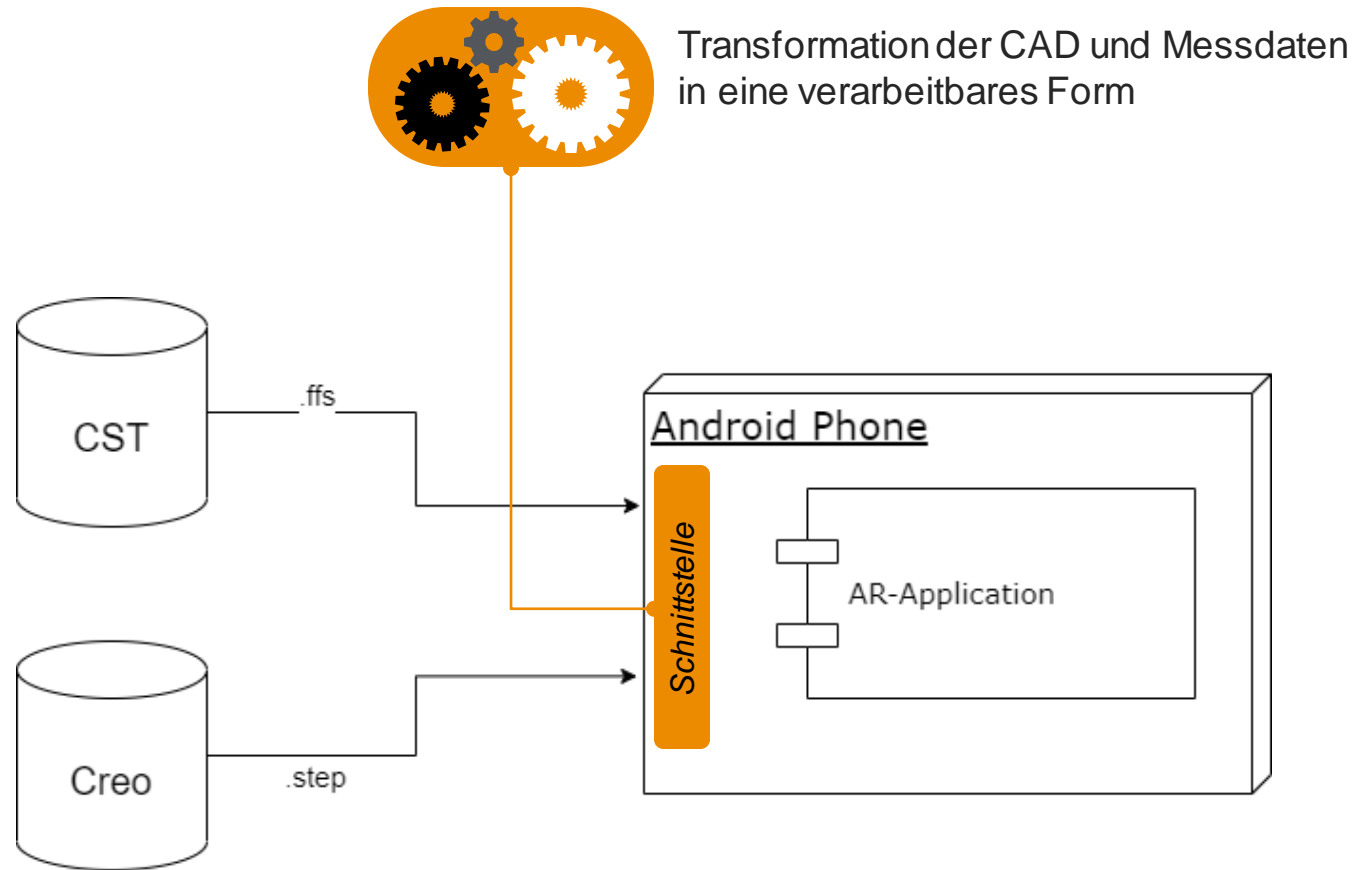 Transformation der CAD und Messdaten
in eine verarbeitbares Form
.ffs
CST
Android Phone
Schnittstelle
AR-Application
Creo
.step